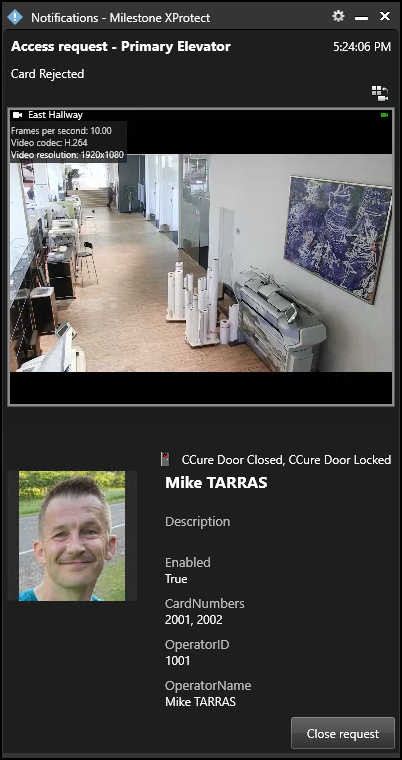 Notifications - Milestone XProtect
Access request - Primary Elevator 5:24:06 PM
Card Rejected
East Hallway
Frames per second: 10.00
Video codec: H.264
Video resolution: 1920x1080
CCure Door Closed, CCure Door Locked
Mike TARRAS
Description
Enabled
True
CardNumbers
2001, 2002
OperatorID
1001
OperatorName
Mike TARRAS
Close request